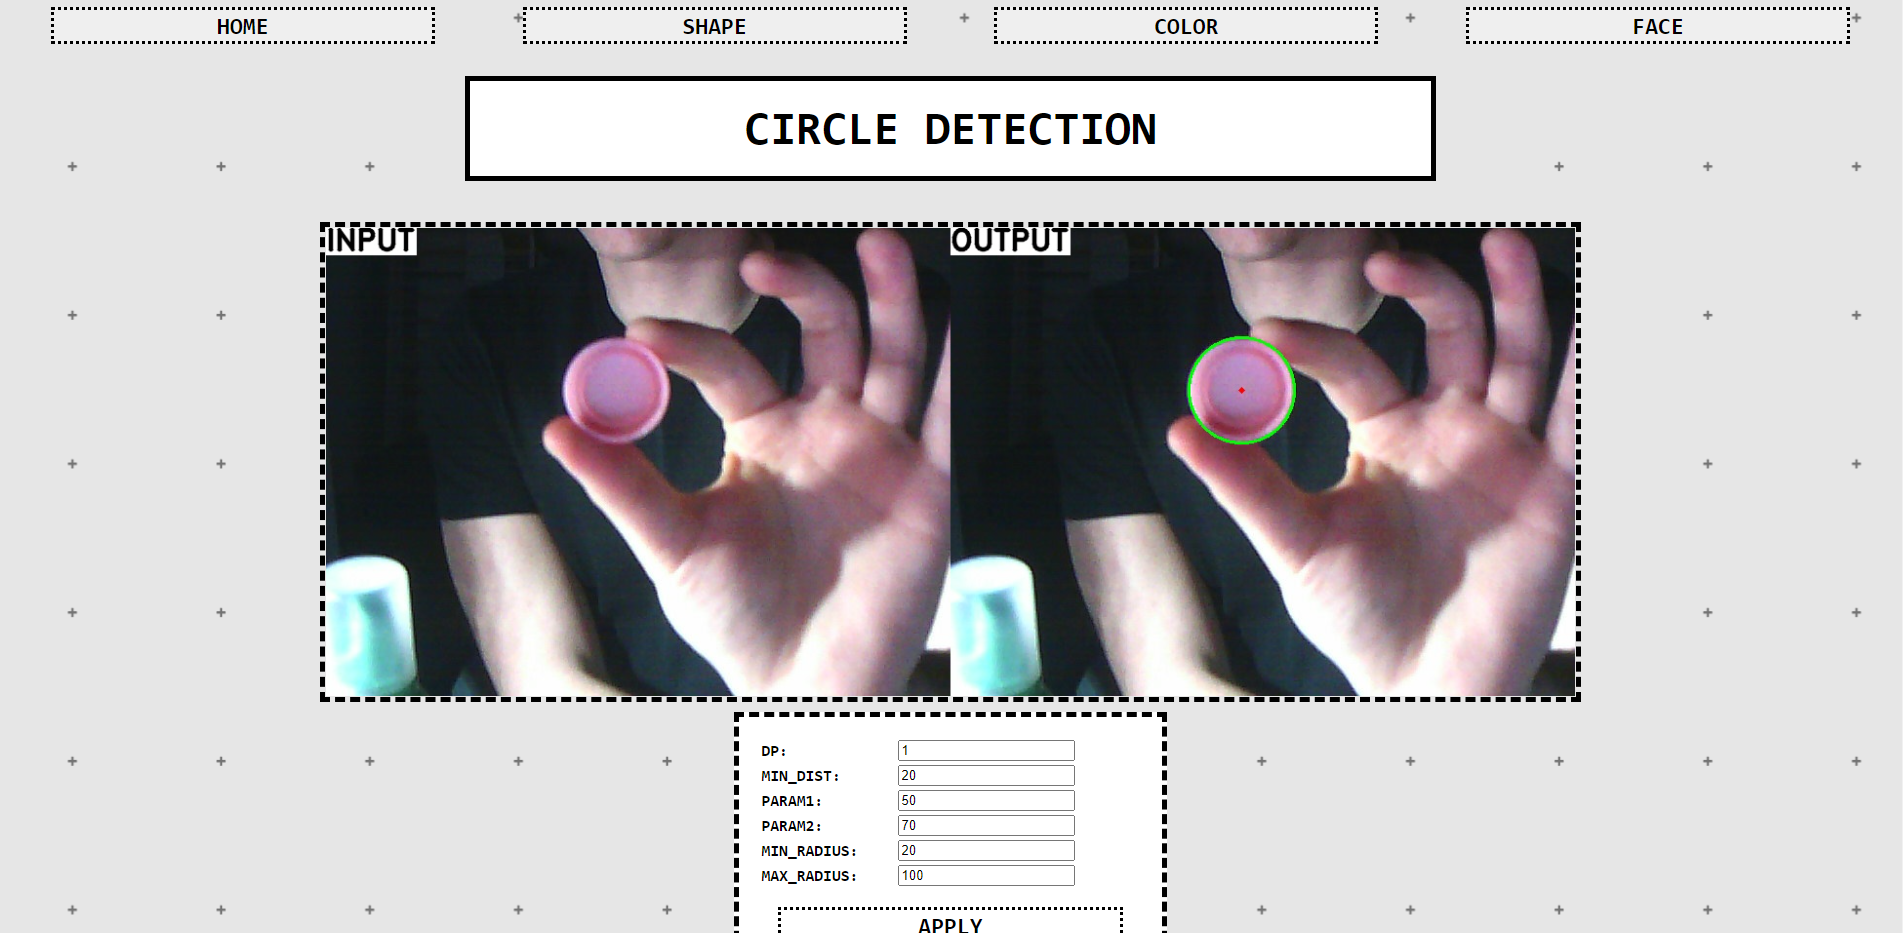 HOME SHAPE COLOR FACE
CIRCLE DETECTION
INPUT OUTPUT
DP: 1
MIN_DIST: 20
PARAM1: 50
PARAM2: 70
MIN_RADIUS: 20
MAX_RADIUS: 100
APPLY